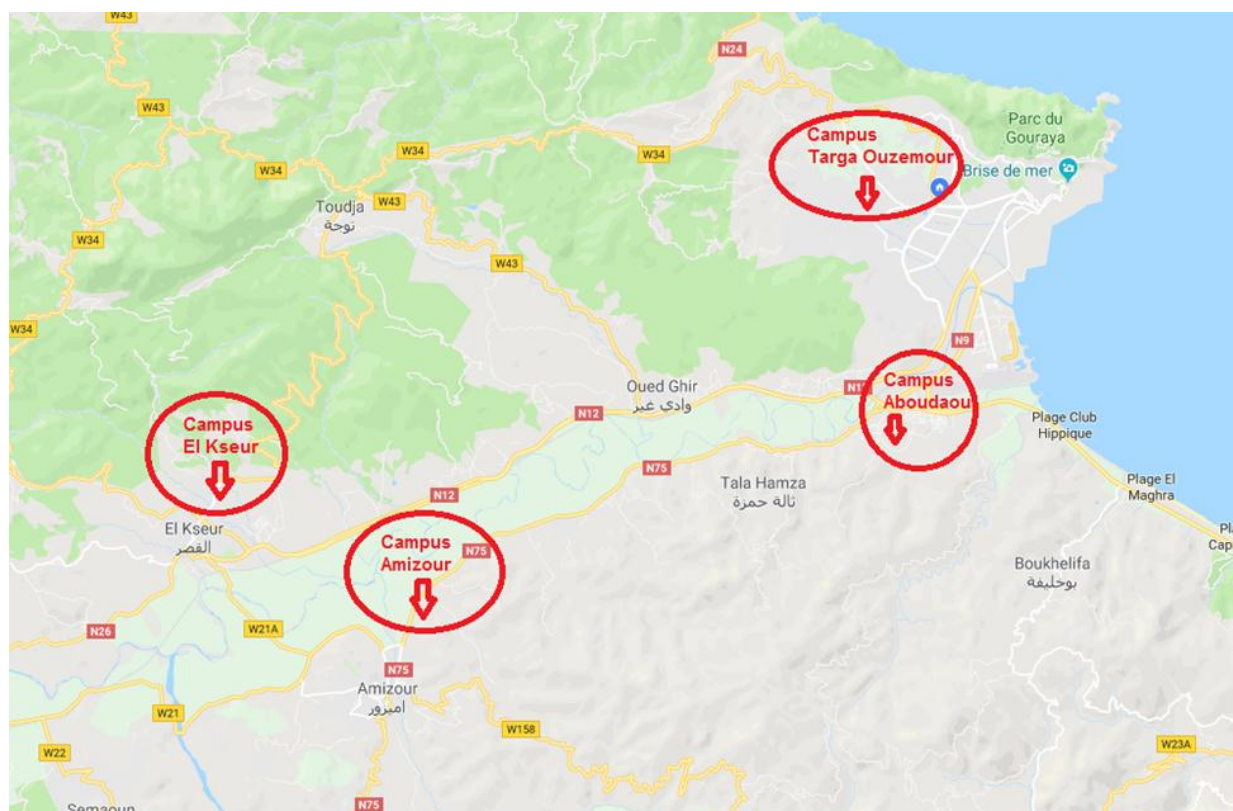 W43
N24
W43
Campus
Targa Ouzemour
Parc du
Gouraya
W34
W34
W34
Brise de mer
W43
Toudja
توجة
W34
W43
W34
N9
Oued Ghir
وادي غير
N12
Campus
Aboudaou
Campus
El Kseur
N12
Plage Club
Hippique
N75
Tala Hamza
ثالة حمزة
Plage El
Maghra
N12
El Kseur
القصر
Campus
Amizour
N75
Boukhelifa
بوخليفة
N26
W21A
N75
Amizour
اميزور
W21
W158
W22
W23A
N75
Semaoun